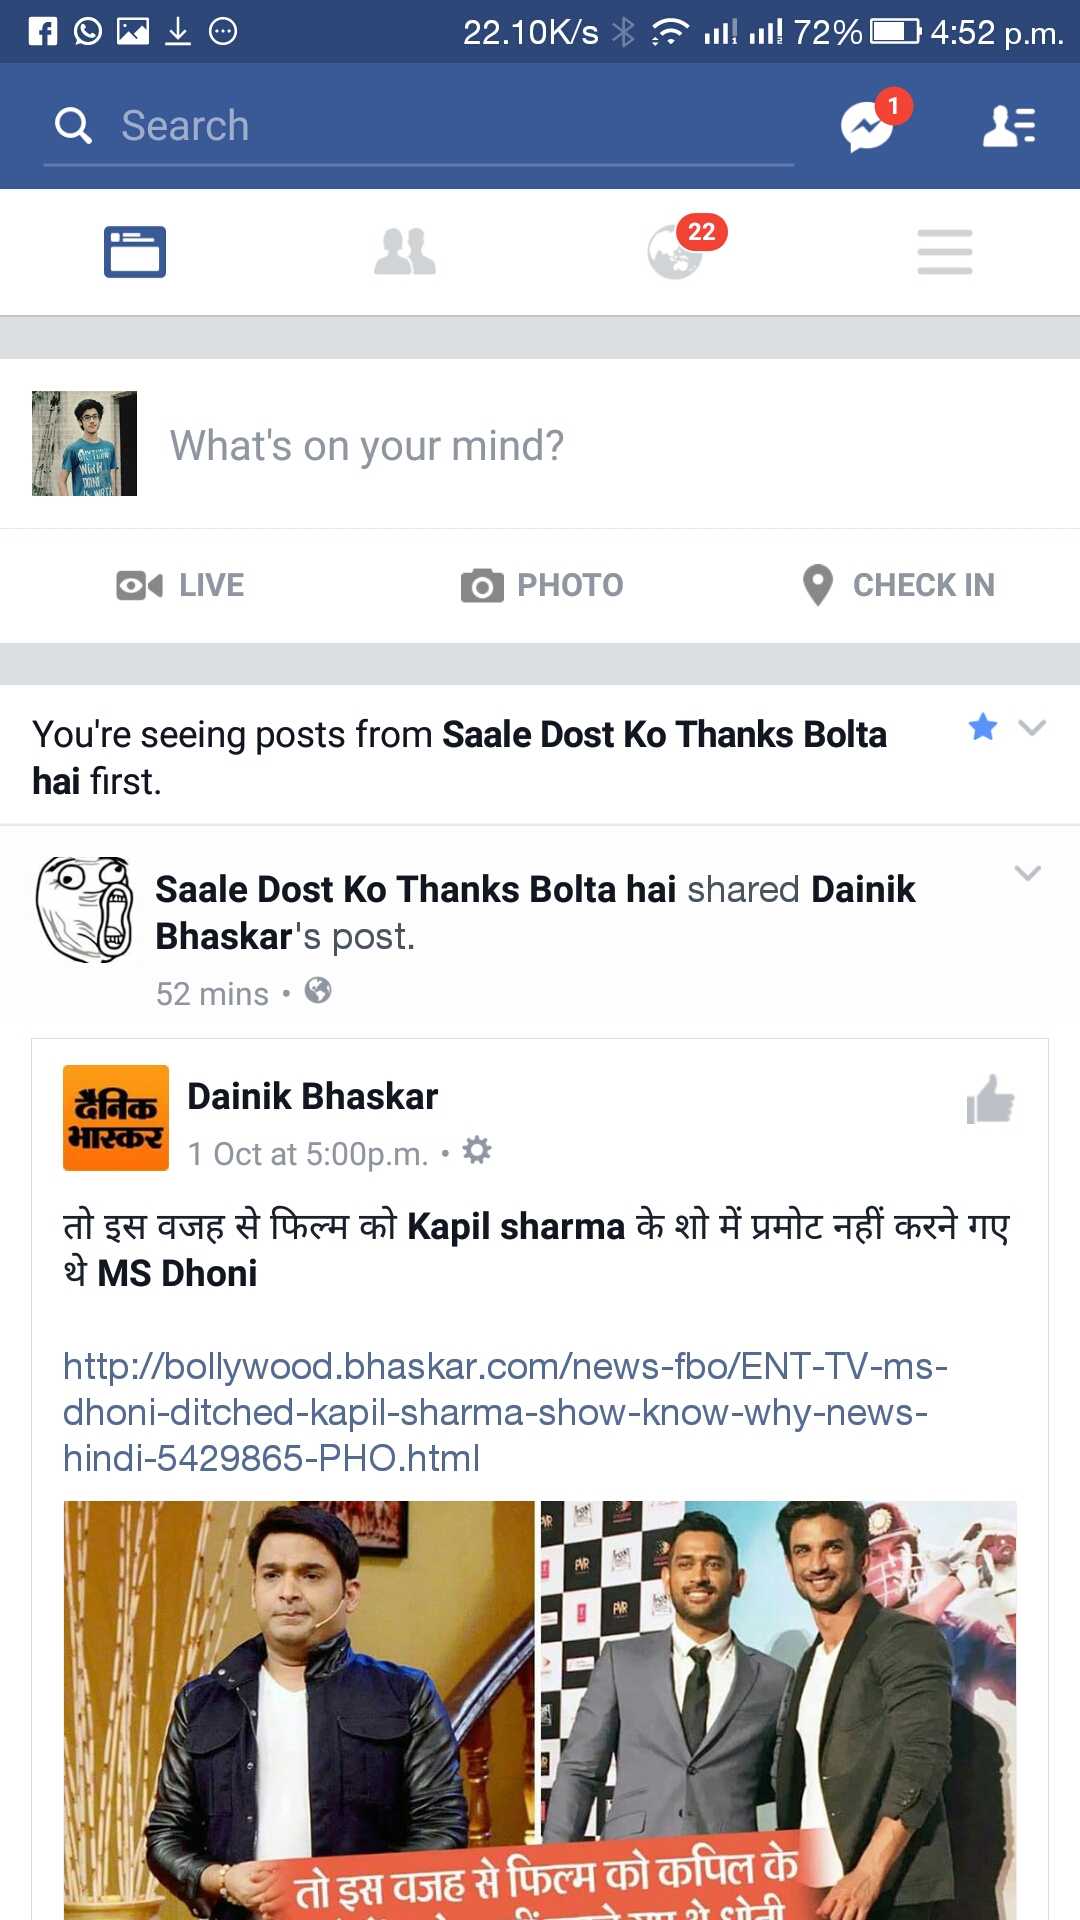 22.10K/s 72% 4:52 p.m.
Search
1
22
What's on your mind?
LIVE PHOTO CHECK IN
You're seeing posts from Saale Dost Ko Thanks Bolta
hai first.
Saale Dost Ko Thanks Bolta hai shared Dainik
Bhaskar's post.
52 mins •
दैनिक
भास्कर
Dainik Bhaskar
1 Oct at 5:00p.m. •
तो इस वजह से फिल्म को Kapil sharma के शो में प्रमोट नहीं करने गए
थे MS Dhoni
http://bollywood.bhaskar.com/news-fbo/ENT-TV-ms-
dhoni-ditched-kapil-sharma-show-know-why-news-
hindi-5429865-PHO.html
PVR
PVR
तो इस वजह से फिल्म को कपिल के